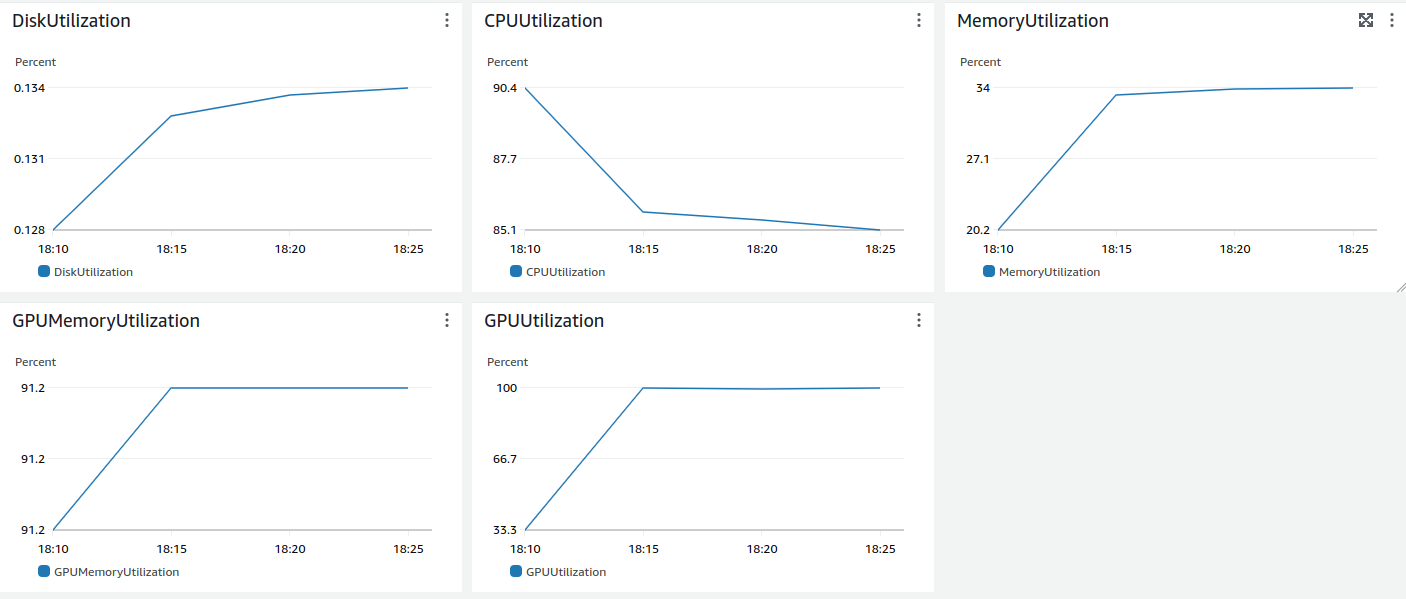 DiskUtilization
Percent
0.134
0.131
0.128
18:10 18:15 18:20 18:25
DiskUtilization
CPUUtilization
Percent
90.4
87.7
85.1
18:10 18:15 18:20 18:25
CPUUtilization
MemoryUtilization
Percent
34
27.1
20.2
18:10 18:15 18:20 18:25
MemoryUtilization
GPUMemoryUtilization
Percent
91.2
91.2
91.2
18:10 18:15 18:20 18:25
GPUMemoryUtilization
GPUUtilization
Percent
100
66.7
33.3
18:10 18:15 18:20 18:25
GPUUtilization